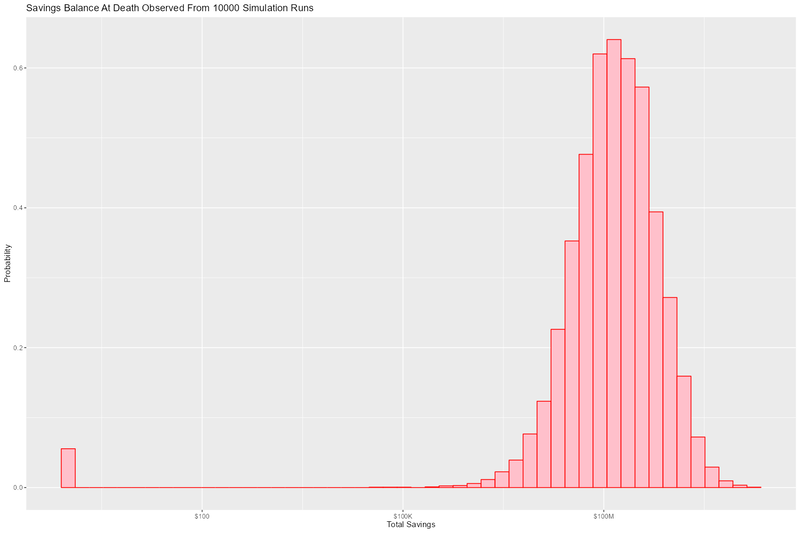 Savings Balance At Death Observed From 10000 Simulation Runs
Probability
0.6
0.4
0.2
0.0
$100
$100K
$100M
Total Savings